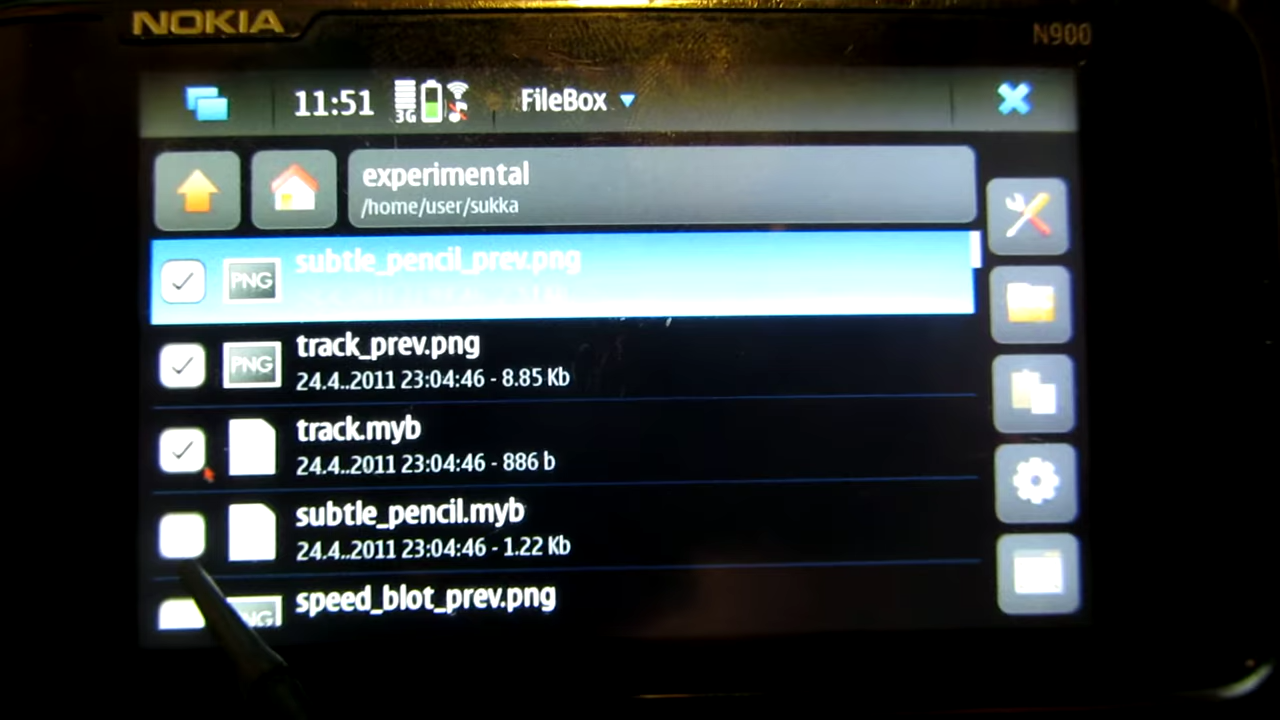 NOKIA
N900
11:51
3G
FileBox
experimental
/home/user/sukka
subtle_pencil_prev.png
PNG
track_prev.png
PNG
24.4..2011 23:04:46 - 8.85 Kb
track.myb
24.4..2011 23:04:46 - 886 b
subtle_pencil.myb
24.4..2011 23:04:46 - 1.22 Kb
speed_blot_prev.png